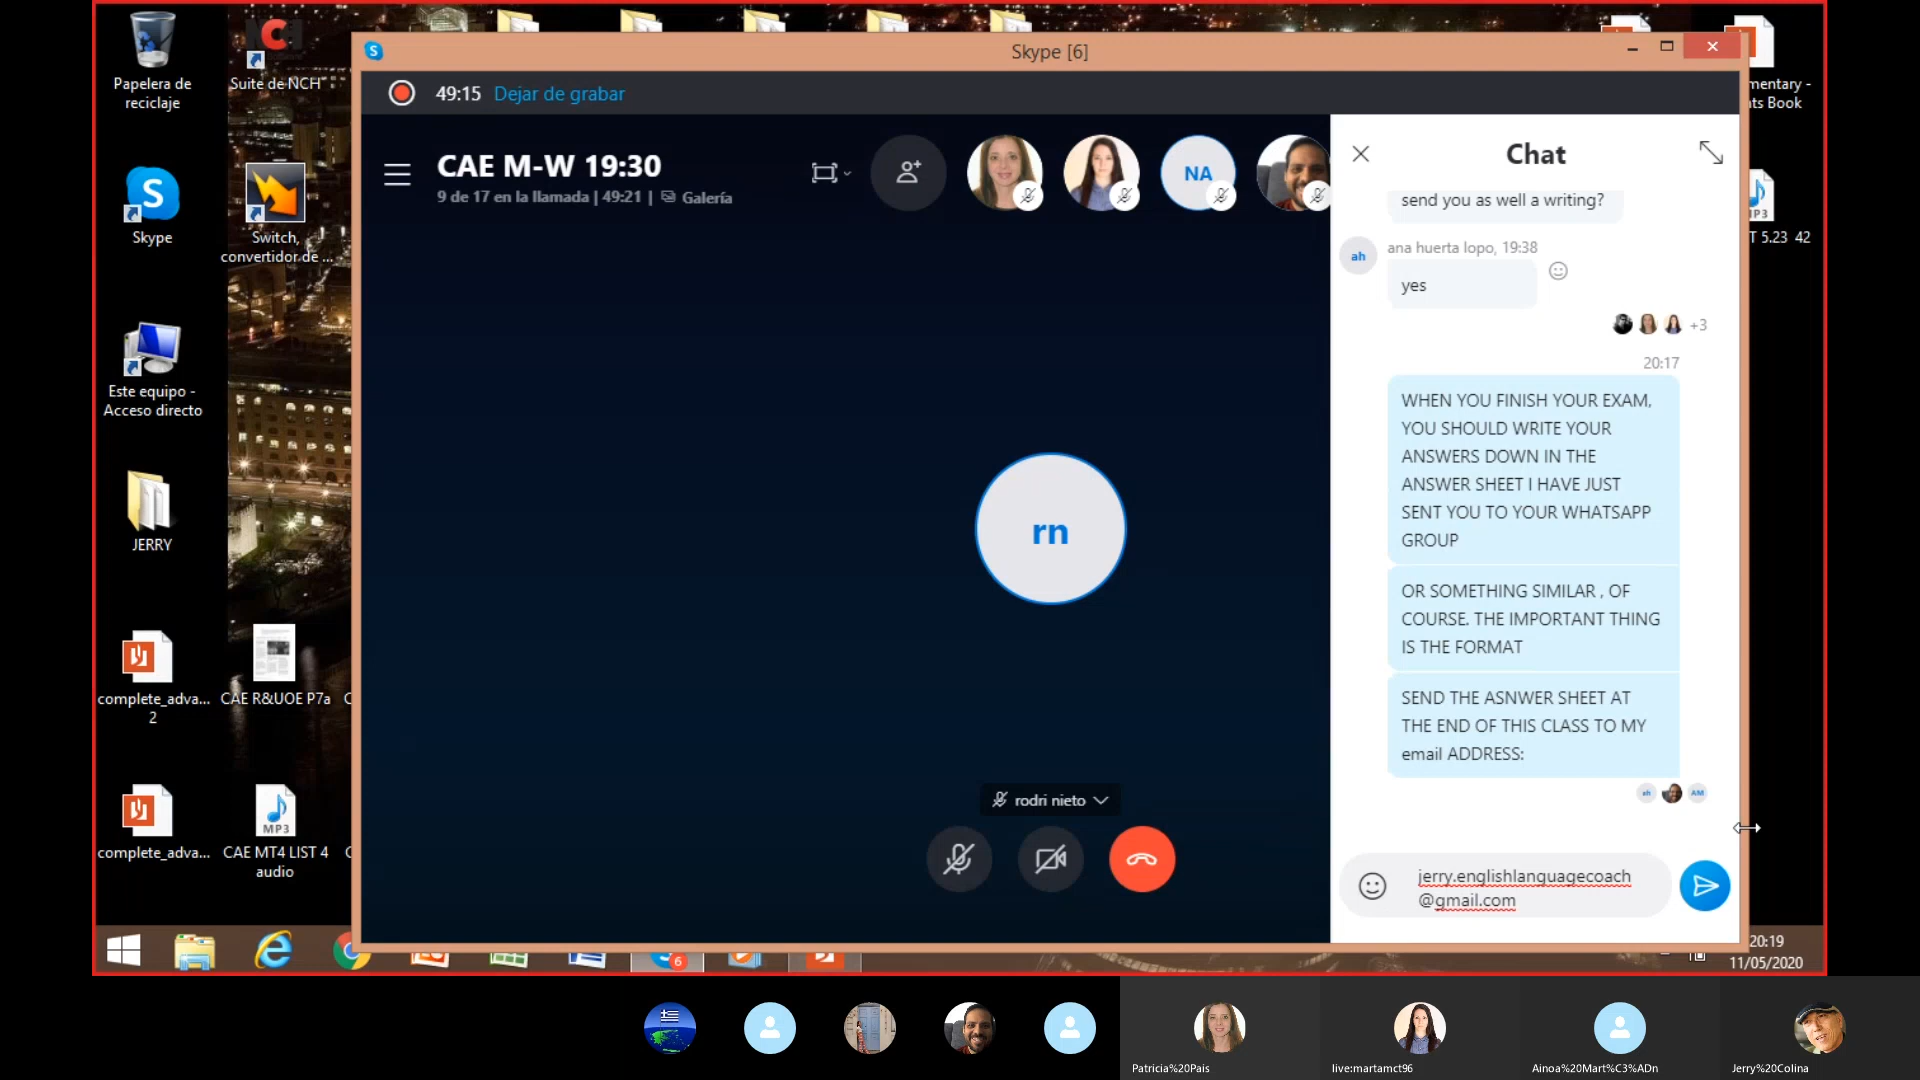 Papelera de
reciclaje
Suite de NCH
Skype
Switch,
convertidor de ...
Este equipo -
Acceso directo
JERRY
complete_adva...
2
CAE R&UOE P7a
complete_adva...
CAE MT4 LIST 4
audio
MP3
Skype [6]
49:15 Dejar de grabar
CAE M-W 19:30
9 de 17 en la llamada | 49:21 | Galería
NA
rn
rodri nieto
Chat
send you as well a writing?
ah
ana huerta lopo, 19:38
yes
+3
20:17
WHEN YOU FINISH YOUR EXAM,
YOU SHOULD WRITE YOUR
ANSWERS DOWN IN THE
ANSWER SHEET I HAVE JUST
SENT YOU TO YOUR WHATSAPP
GROUP
OR SOMETHING SIMILAR , OF
COURSE. THE IMPORTANT THING
IS THE FORMAT
SEND THE ASNWER SHEET AT
THE END OF THIS CLASS TO MY
email ADDRESS:
ah AM
jerry.englishlanguagecoach
@gmail.com
mentary -
ts Book
T 5.23 42
6
20:19
11/05/2020
Patricia%20Pais
live:martamct96
Ainoa%20Mart%C3%ADn
Jerry%20Colina